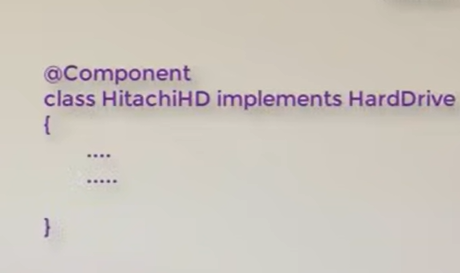 @Component
class HitachiHD implements HardDrive
{
....
.....
}